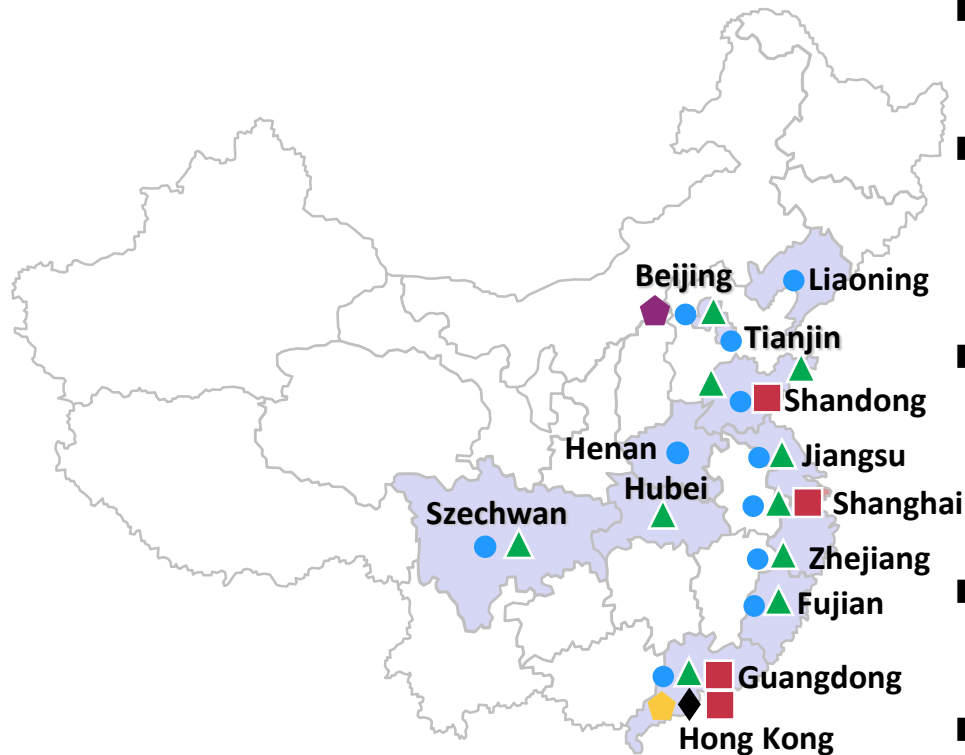 Beijing
Liaoning
Tianjin
Shandong
Henan
Jiangsu
Hubei
Shanghai
Szechwan
Zhejiang
Fujian
Guangdong
Hong Kong